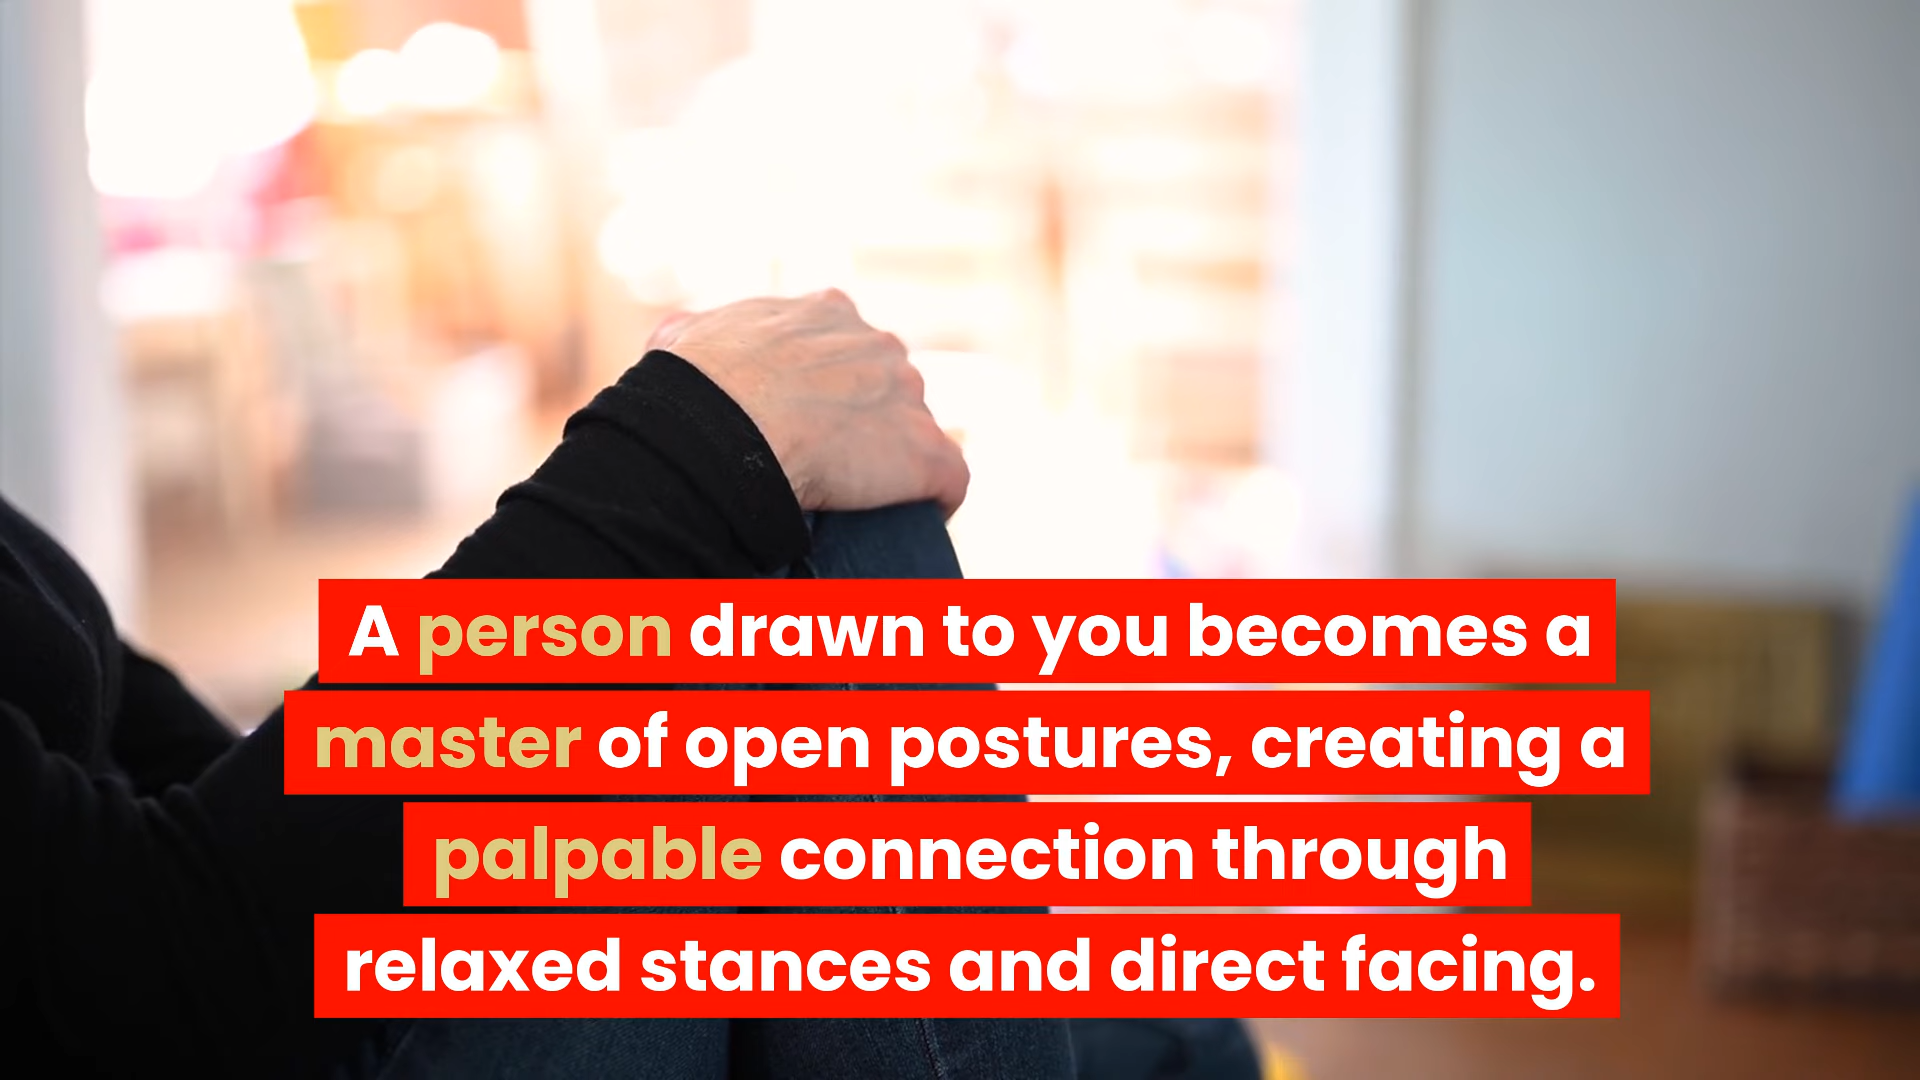 A person drawn to you becomes a
master of open postures, creating a
palpable connection through
relaxed stances and direct facing.